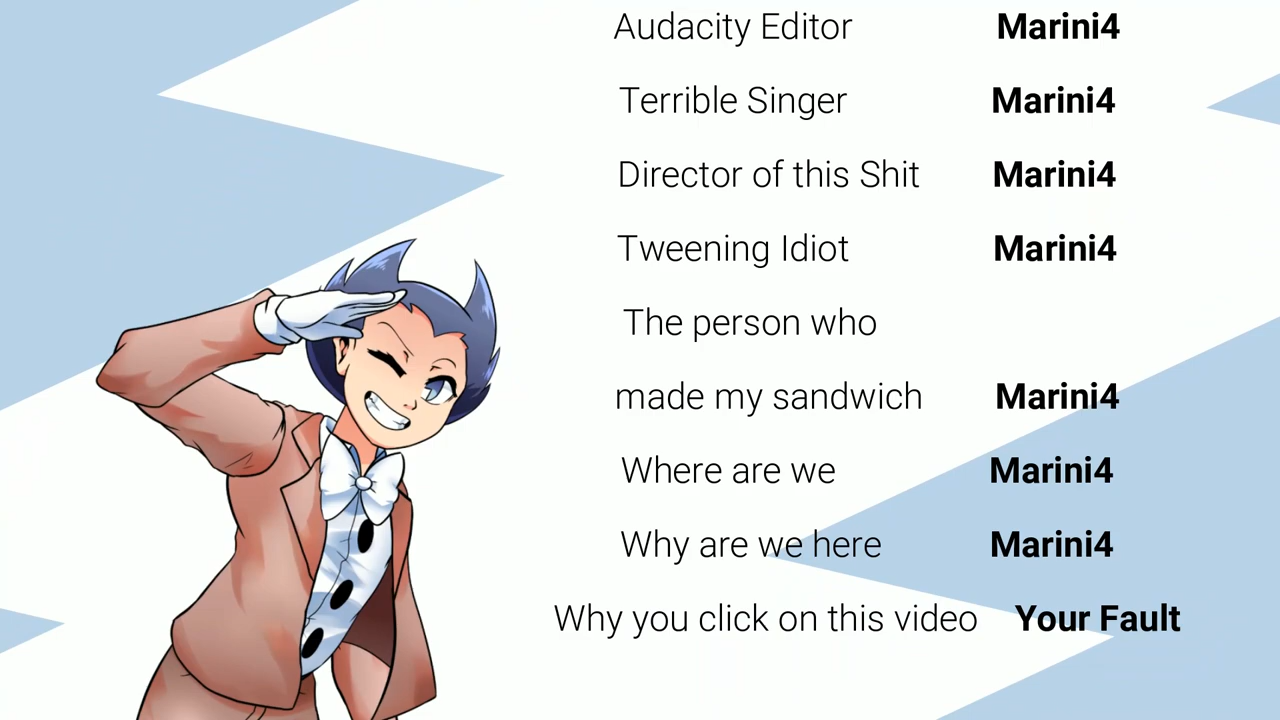 Audacity Editor Marini4
Terrible Singer Marini4
Director of this Shit Marini4
Tweening Idiot Marini4
The person who
made my sandwich Marini4
Where are we Marini4
Why are we here Marini4
Why you click on this video Your Fault